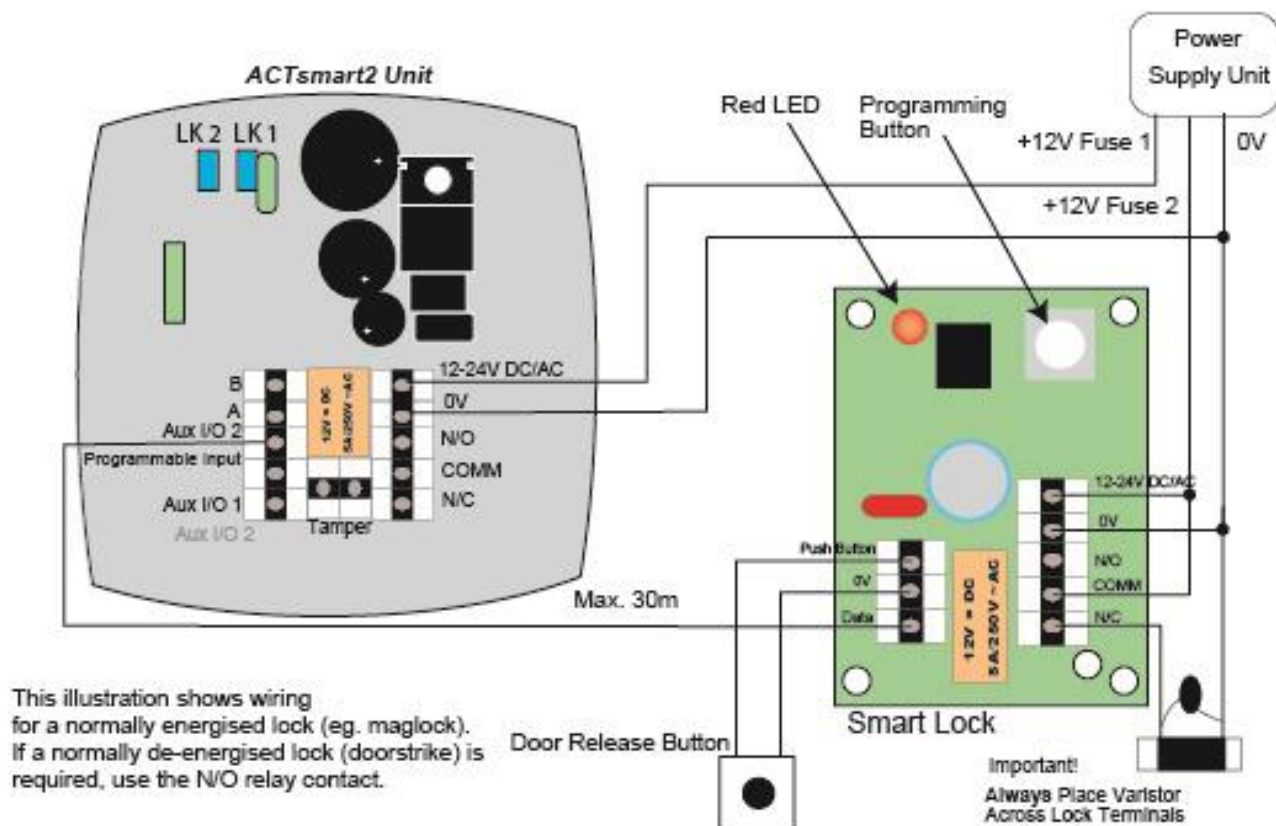 ACTsmart2 Unit
Power
Supply Unit
Red LED
Programming
Button
LK 2
LK 1
+12V Fuse 1
0V
+12V Fuse 2
B
A
Aux I/O 2
Programmable Input
Aux I/O 1
Aux I/O 2
12V = DC
5A/250V ~AC
Tamper
12-24V DC/AC
0V
N/O
COMM
N/C
12-24V DC/AC
0V
N/O
COMM
N/C
Push Button
0V
Data
12V = DC
5A/250V ~ AC
Max. 30m
Smart Lock
This illustration shows wiring
for a normally energised lock (eg. maglock).
If a normally de-energised lock (doorstrike) is
required, use the N/O relay contact.
Door Release Button
Important!
Always Place Varistor
Across Lock Terminals